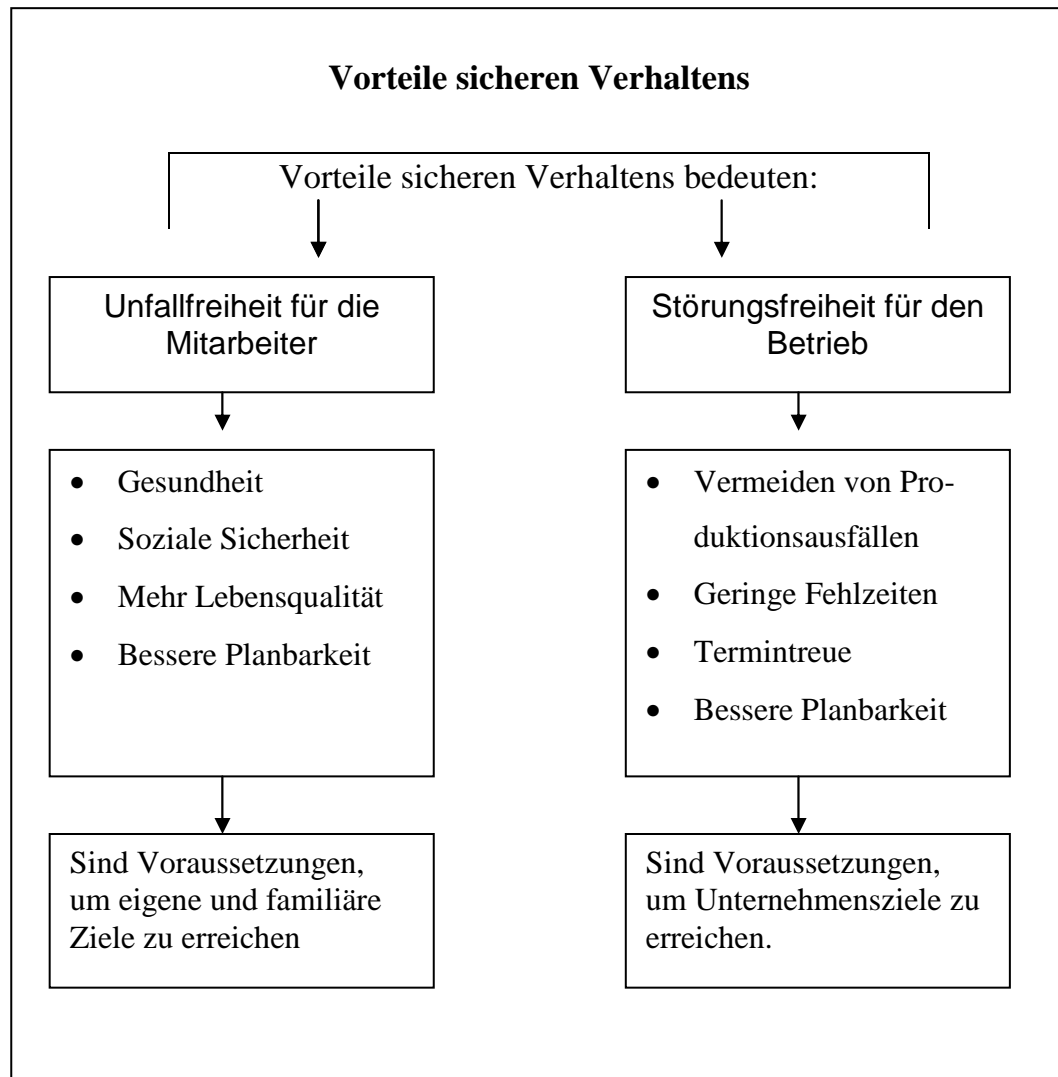 Vorteile sicheren Verhaltens
Vorteile sicheren Verhaltens bedeuten:
Unfallfreiheit für die
Mitarbeiter
• Gesundheit
• Soziale Sicherheit
• Mehr Lebensqualität
• Bessere Planbarkeit
Sind Voraussetzungen,
um eigene und familiäre
Ziele zu erreichen
Störungsfreiheit für den
Betrieb
• Vermeiden von Pro-
duktionsausfällen
• Geringe Fehlzeiten
• Termintreue
• Bessere Planbarkeit
Sind Voraussetzungen,
um Unternehmensziele zu
erreichen.